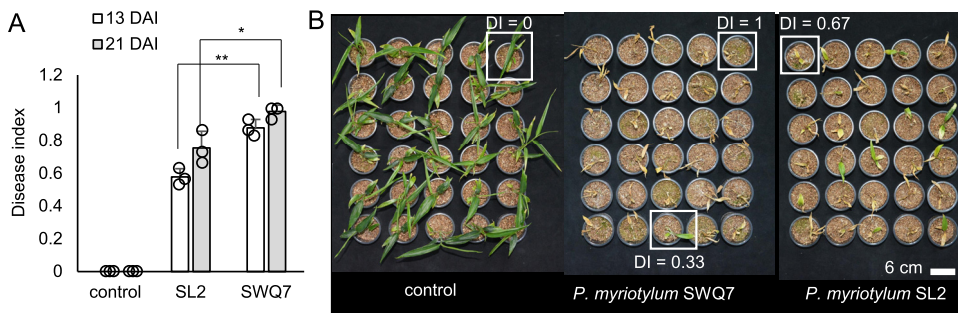 A
13 DAI
21 DAI
*
**
Disease index
1.2
1
0.8
0.6
0.4
0.2
0
control
SL2
SWQ7
B
DI = 0
DI = 1
DI = 0.67
DI = 0.33
6 cm
control
P. myriotylum SWQ7
P. myriotylum SL2